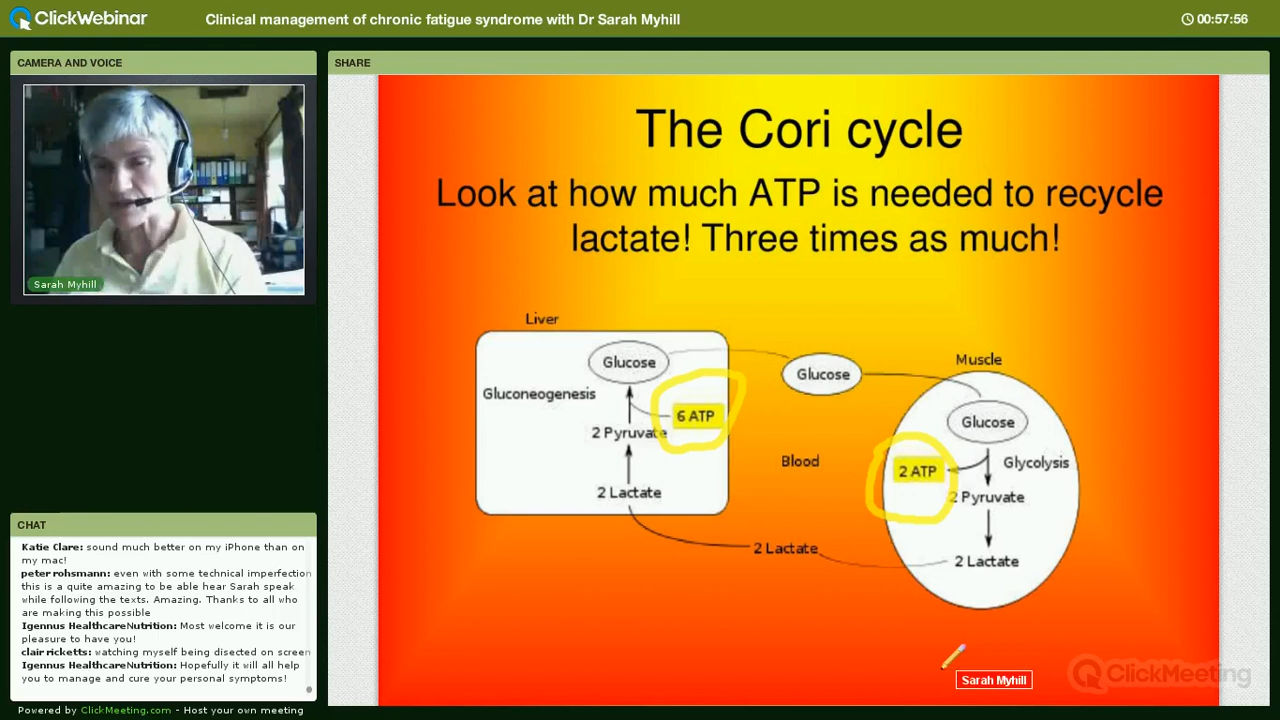 ClickWebinar
Clinical management of chronic fatigue syndrome with Dr Sarah Myhill
00:57:56
CAMERA AND VOICE
Sarah Myhill
SHARE
The Cori cycle
Look at how much ATP is needed to recycle
lactate! Three times as much!
Liver
Glucose
Gluconeogenesis
6 ATP
2 Pyruvate
2 Lactate
Glucose
Blood
2 Lactate
Muscle
Glucose
2 ATP
Glycolysis
2 Pyruvate
2 Lactate
Sarah Myhill
ClickMeeting
CHAT
Katie Clare: sound much better on my iPhone than on
my mac!
peter rohsmann: even with some technical imperfection
this is a quite amazing to be able hear Sarah speak
while following the texts. Amazing. Thanks to all who
are making this possible
Igennus HealthcareNutrition: Most welcome it is our
pleasure to have you!
clair ricketts: watching myself being disected on screen
Igennus HealthcareNutrition: Hopefully it will all help
you to manage and cure your personal symptoms!
Powered by ClickMeeting.com - Host your own meeting